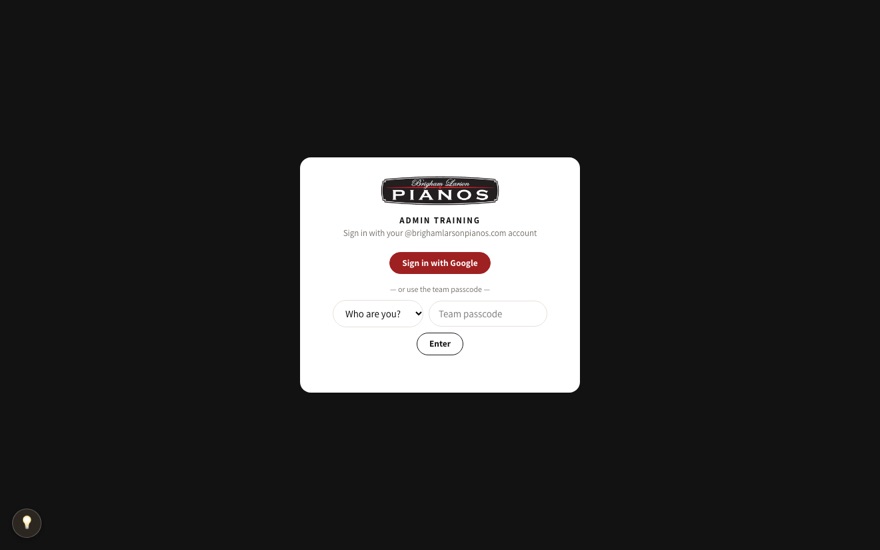 Brigham Larson
PIANOS
ADMIN TRAINING
Sign in with your @brighamlarsonpianos.com account
Sign in with Google
— or use the team passcode —
Who are you? Team passcode
Enter